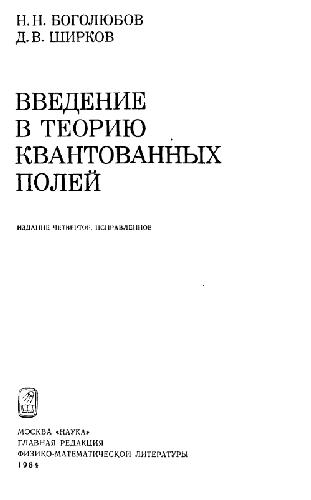 Н. Н. БОГОЛЮБОВ
Д. В. ШИРКОВ
ВВЕДЕНИЕ
В ТЕОРИЮ
КВАНТОВАННЫХ
ПОЛЕЙ
ИЗДАНИЕ ЧЕТВЕРТОЕ, ИСПРАВЛЕННОЕ
МОСКВА «НАУКА»
ГЛАВНАЯ РЕДАКЦИЯ
ФИЗИКО-МАТЕМАТИЧЕСКОЙ ЛИТЕРАТУРЫ
1984